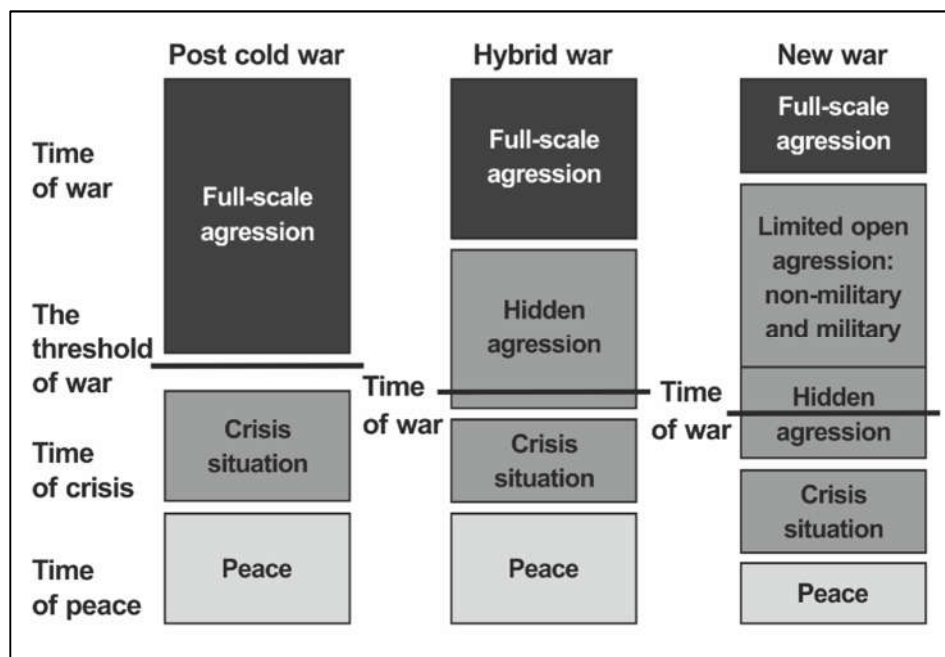 Post cold war
Hybrid war
New war
Time
of war
The
threshold
of war
Time
of crisis
Time
of peace
Full-scale
agression
Crisis
situation
Peace
Time
of war
Full-scale
agression
Hidden
agression
Crisis
situation
Peace
Time
of war
Full-scale
agression
Limited open
agression:
non-military
and military
Hidden
agression
Crisis
situation
Peace